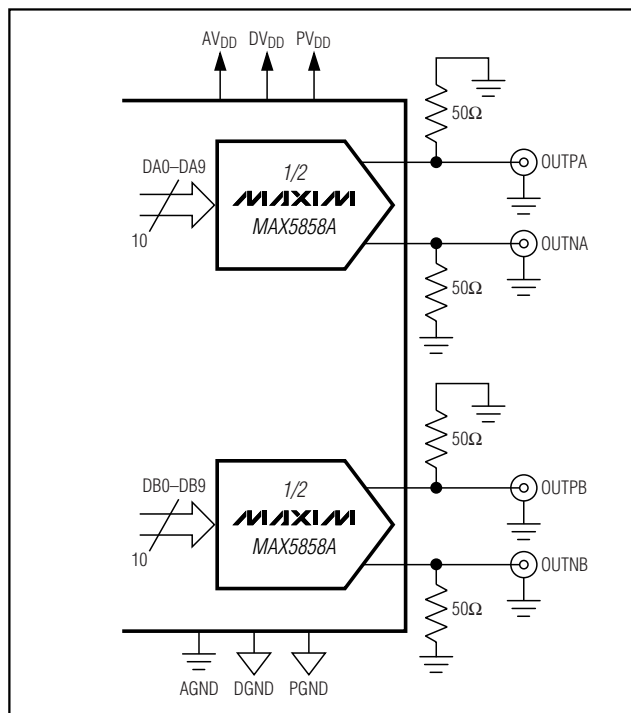 AVDD DVDD PVDD
50Ω
DA0–DA9
1/2
MAXIM
MAX5858A
10
OUTPA
OUTNA
50Ω
50Ω
DB0–DB9
1/2
MAXIM
MAX5858A
10
OUTPB
OUTNB
50Ω
AGND DGND PGND